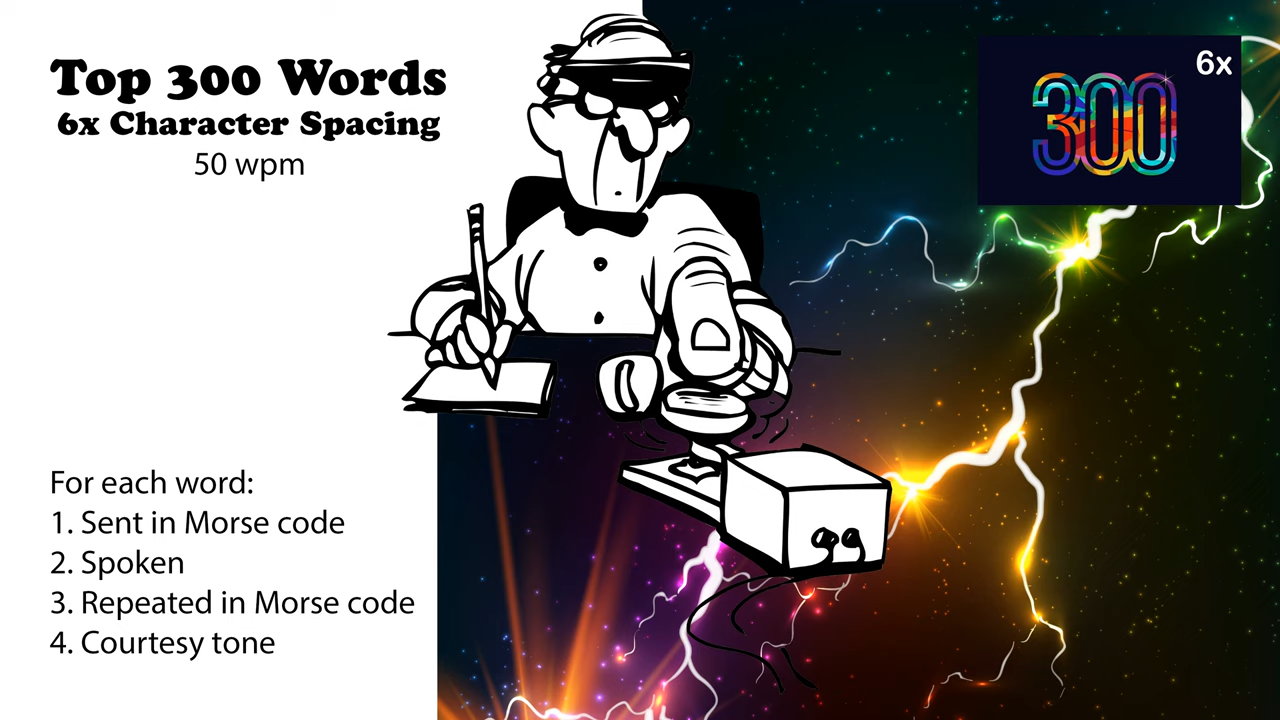 Top 300 Words
6x Character Spacing
50 wpm
6x
300
For each word:
1. Sent in Morse code
2. Spoken
3. Repeated in Morse code
4. Courtesy tone